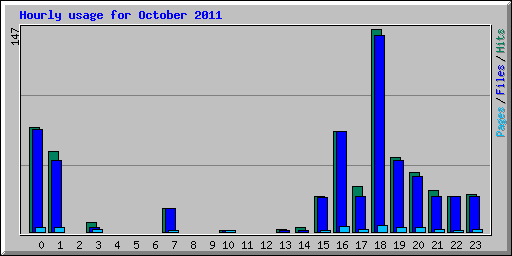 Hourly usage for October 2011
147
Pages / Files / Hits
0 1 2 3 4 5 6 7 8 9 10 11 12 13 14 15 16 17 18 19 20 21 22 23